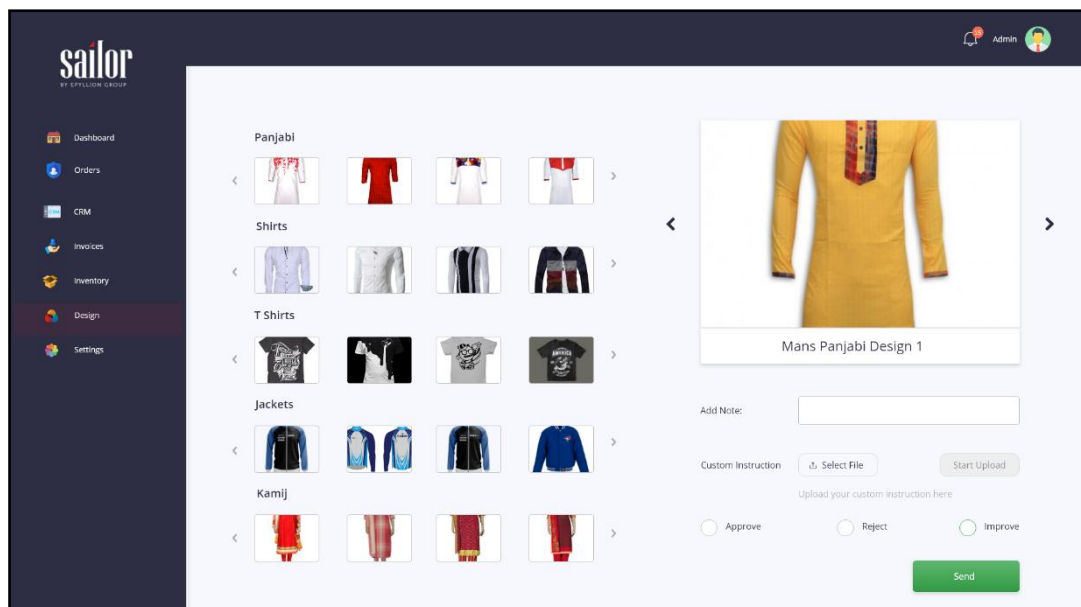 sailor
BY EPYLLION GROUP
15
Admin
Dashboard
Orders
CRM
Invoices
Inventory
Design
Settings
Panjabi
Shirts
T Shirts
AMERICA
Jackets
Kamij
Mans Panjabi Design 1
Add Note:
Custom Instruction
Select File
Start Upload
Upload your custom instruction here
Approve
Reject
Improve
Send